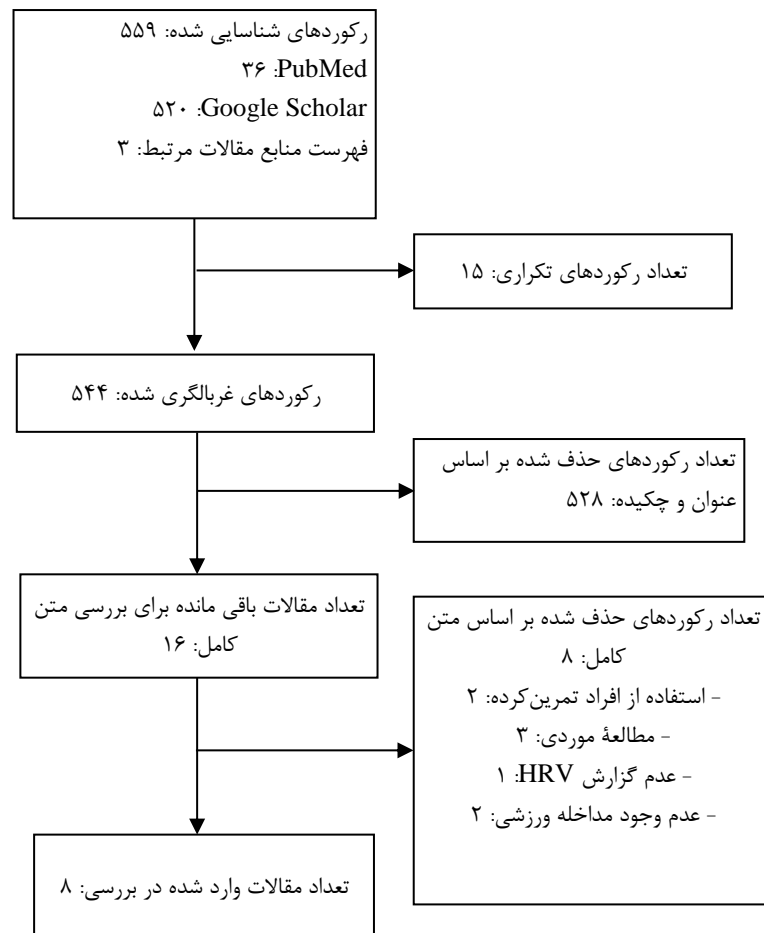 رکوردهای شناسایی شده: ۵۵۹
PubMed: ۳۶
Google Scholar: ۵۲۰
فهرست منابع مقالات مرتبط: ۳
تعداد رکوردهای تکراری: ۱۵
رکوردهای غربالگری شده: ۵۴۴
تعداد رکوردهای حذف شده بر اساس
عنوان و چکیده: ۵۲۸
تعداد مقالات باقی مانده برای بررسی متن
کامل: ۱۶
تعداد رکوردهای حذف شده بر اساس متن
کامل: ۸
- استفاده از افراد تمرین‌کرده: ۲
- مطالعهٔ موردی: ۳
- عدم گزارش HRV: ۱
- عدم وجود مداخله ورزشی: ۲
تعداد مقالات وارد شده در بررسی: ۸